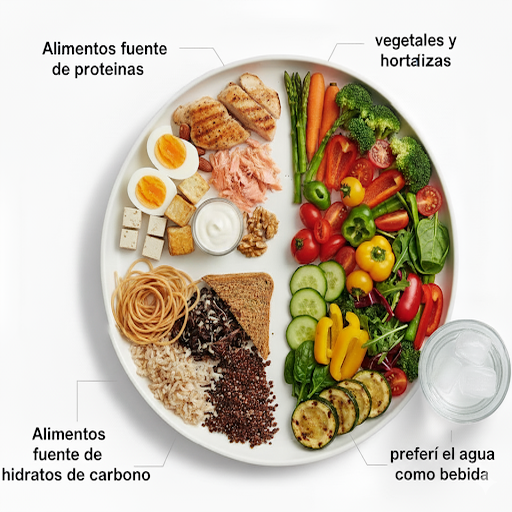 Alimentos fuente
de proteinas
vegetales y
hortalizas
Alimentos
fuente de
hidratos de carbono
preferí el agua
como bebida